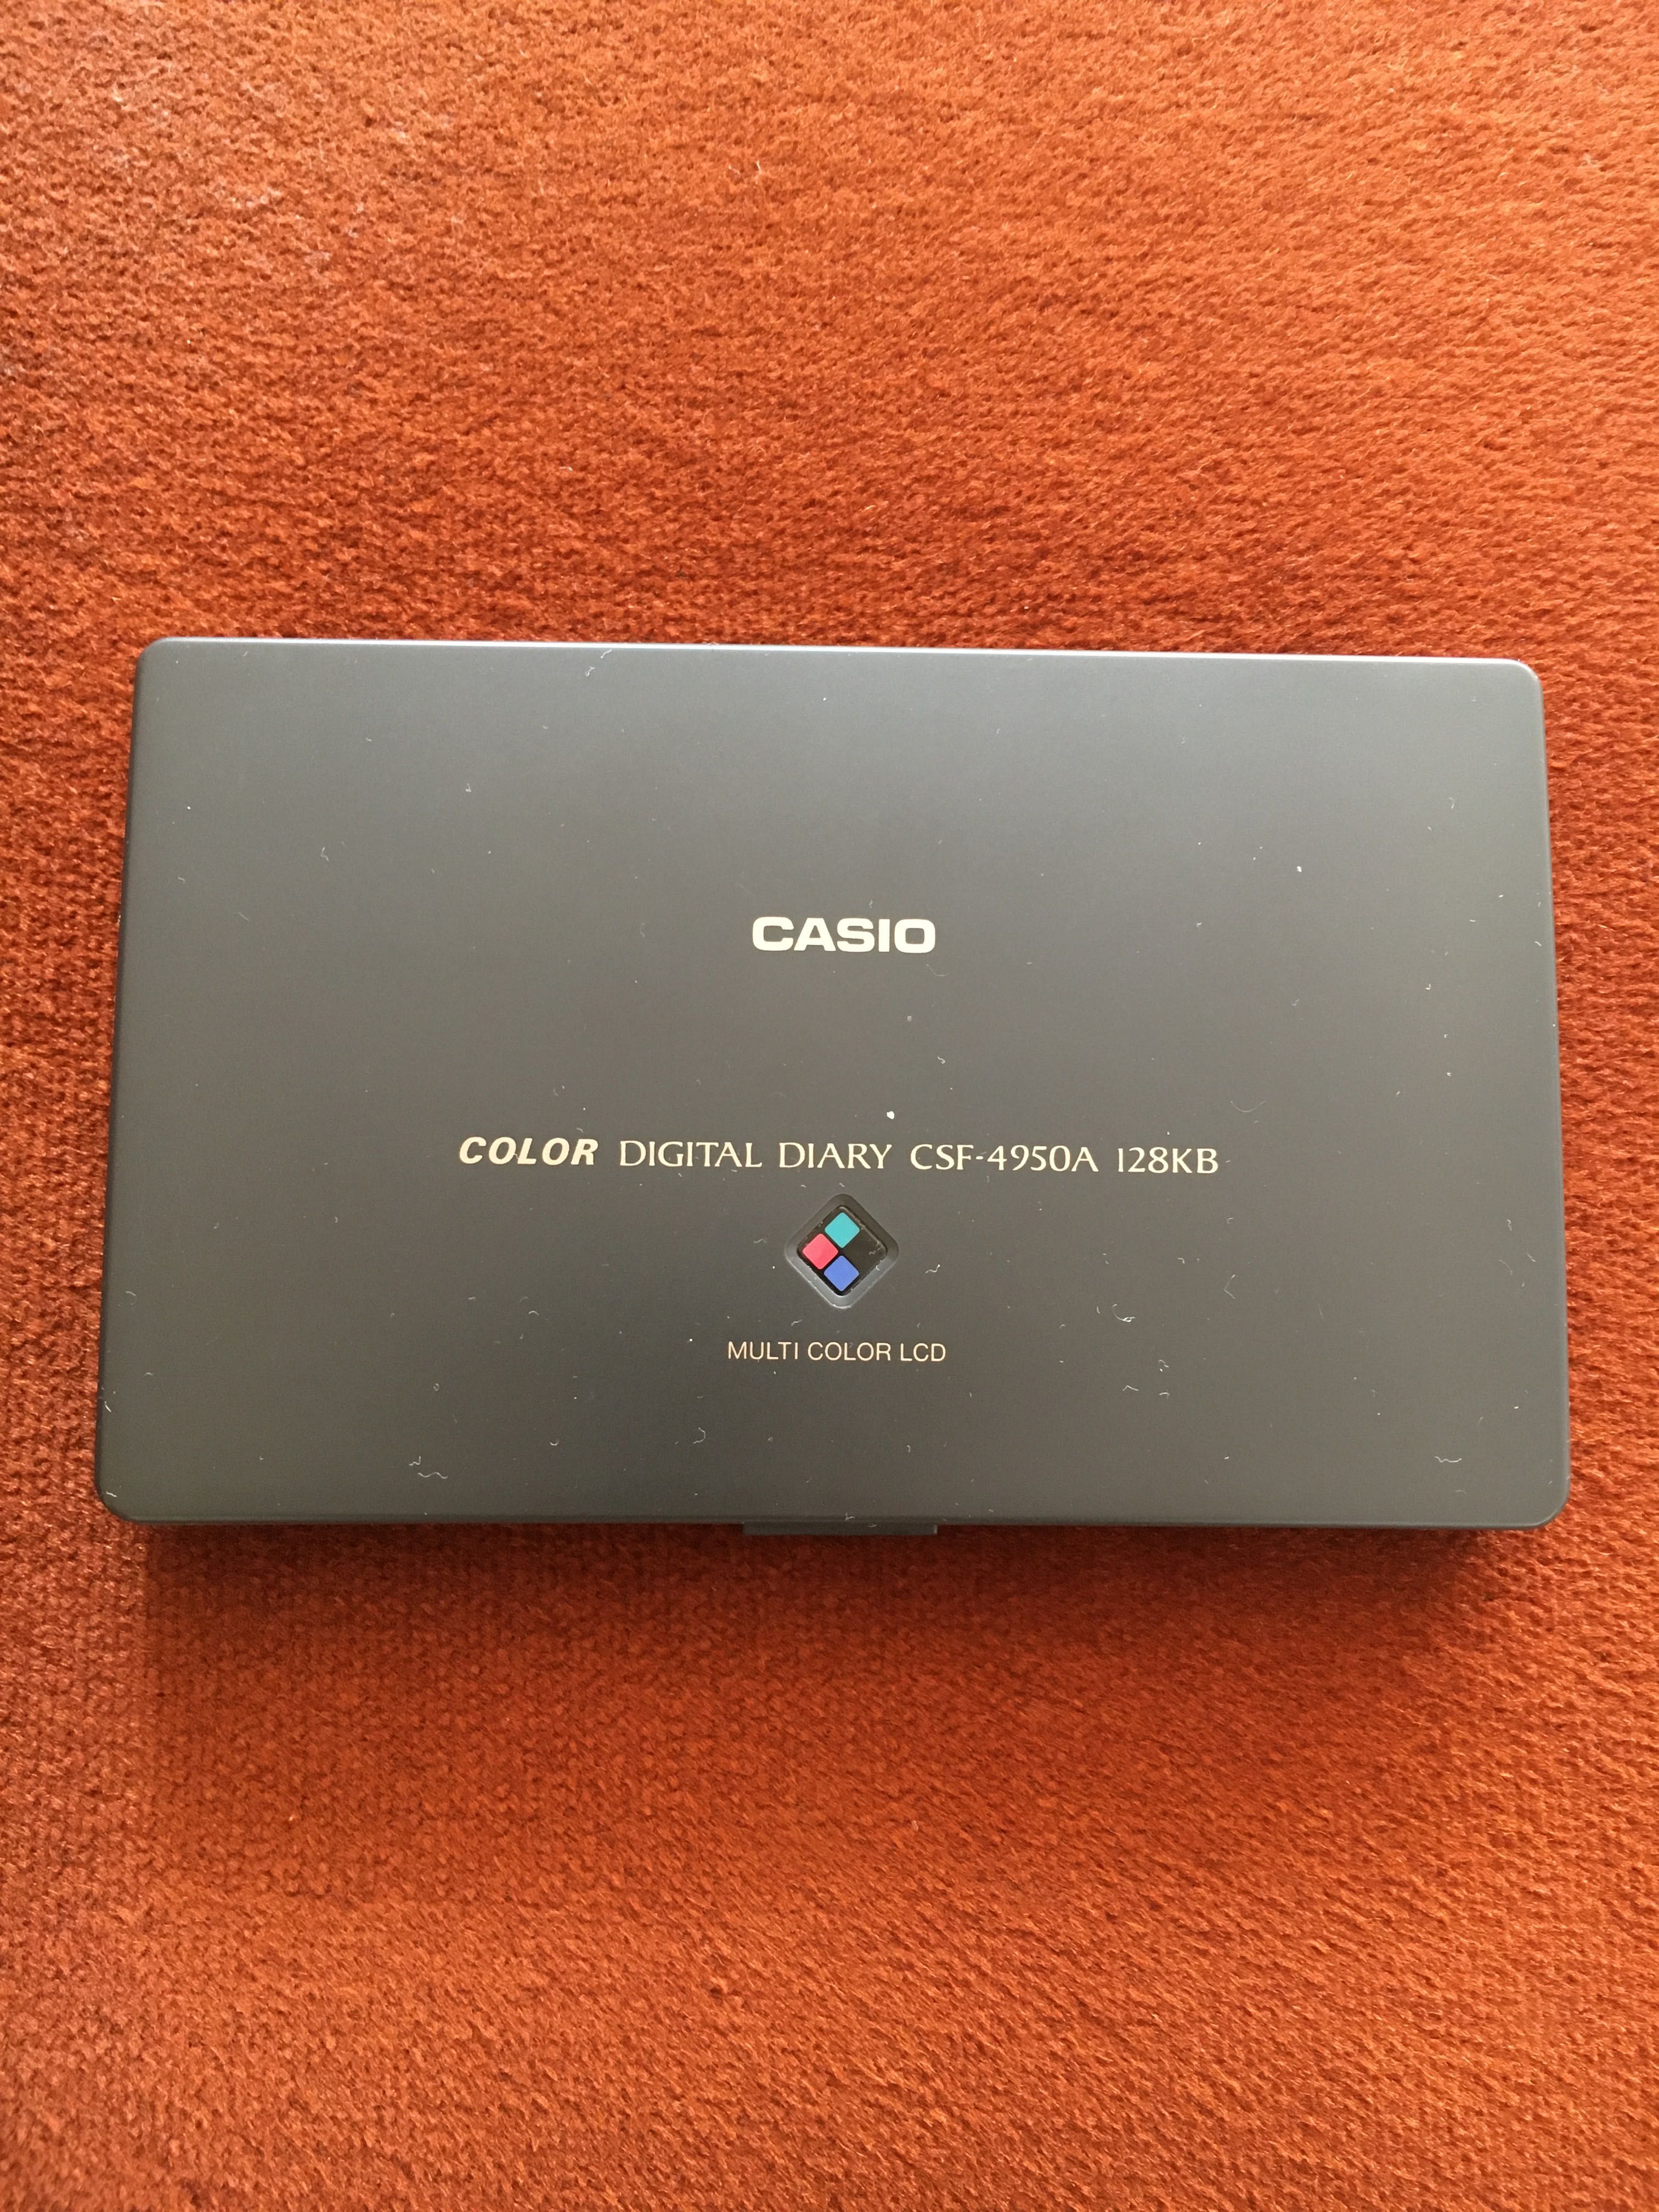 CASIO
COLOR DIGITAL DIARY CSF-4950A 128KB
MULTI COLOR LCD